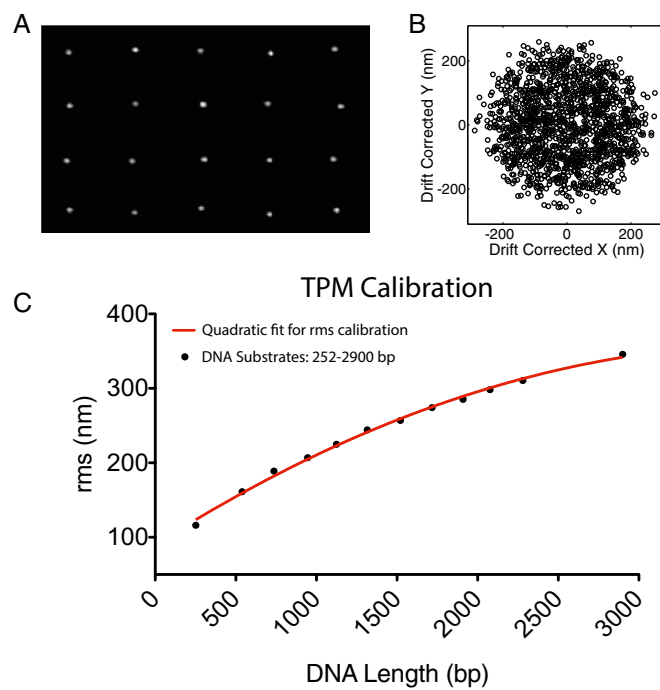 A
B
Drift Corrected Y (nm)
200
0
-200
-200
0
200
Drift Corrected X (nm)
C
TPM Calibration
Quadratic fit for rms calibration
DNA Substrates: 252-2900 bp
rms (nm)
400
300
200
100
0
500
1000
1500
2000
2500
3000
DNA Length (bp)